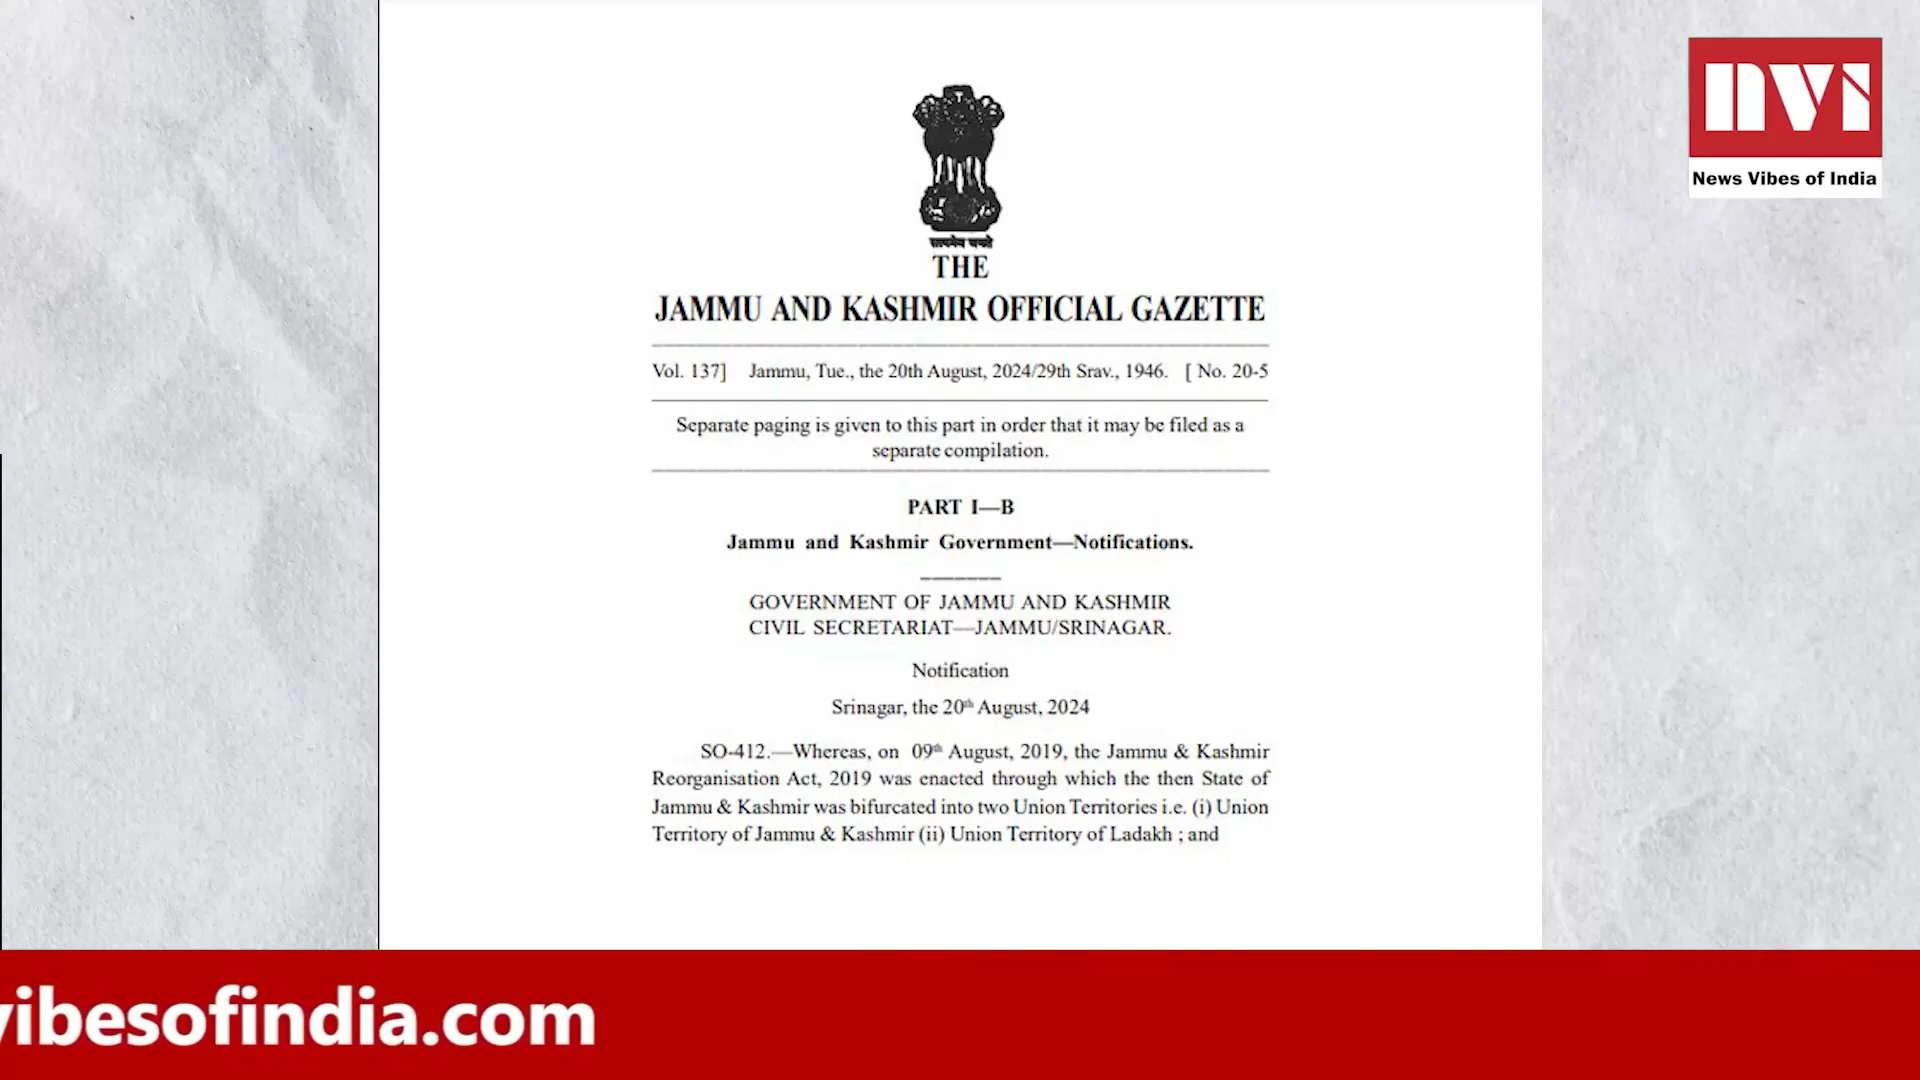 nvi
News Vibes of India
सत्यमेव जयते
THE
JAMMU AND KASHMIR OFFICIAL GAZETTE
Vol. 137] Jammu, Tue., the 20th August, 2024/29th Srav., 1946. [ No. 20-5
Separate paging is given to this part in order that it may be filed as a
separate compilation.
PART I—B
Jammu and Kashmir Government—Notifications.
GOVERNMENT OF JAMMU AND KASHMIR
CIVIL SECRETARIAT—JAMMU/SRINAGAR.
Notification
Srinagar, the 20th August, 2024
SO-412.—Whereas, on 09th August, 2019, the Jammu & Kashmir
Reorganisation Act, 2019 was enacted through which the then State of
Jammu & Kashmir was bifurcated into two Union Territories i.e. (i) Union
Territory of Jammu & Kashmir (ii) Union Territory of Ladakh ; and
vibesofindia.com